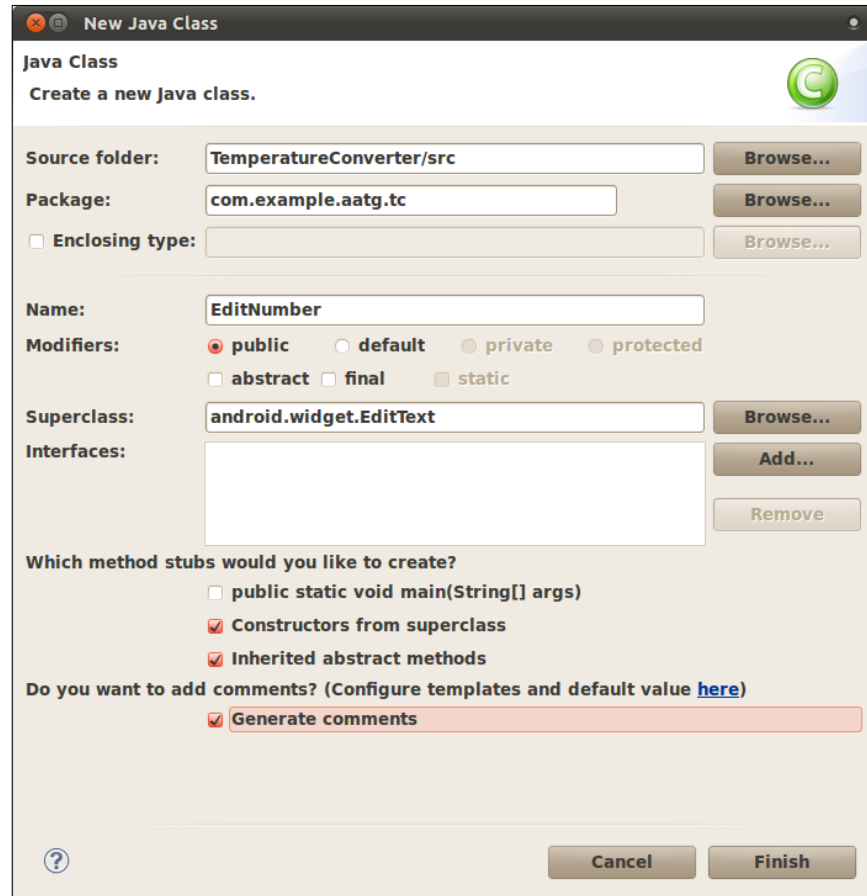 New Java Class
Java Class
Create a new Java class.
C
Source folder: TemperatureConverter/src Browse...
Package: com.example.aatg.tc Browse...
Enclosing type: Browse...
Name: EditNumber
Modifiers: public default private protected
abstract final static
Superclass: android.widget.EditText Browse...
Interfaces: Add...
Remove
Which method stubs would you like to create?
public static void main(String[] args)
Constructors from superclass
Inherited abstract methods
Do you want to add comments? (Configure templates and default value here)
Generate comments
? Cancel Finish